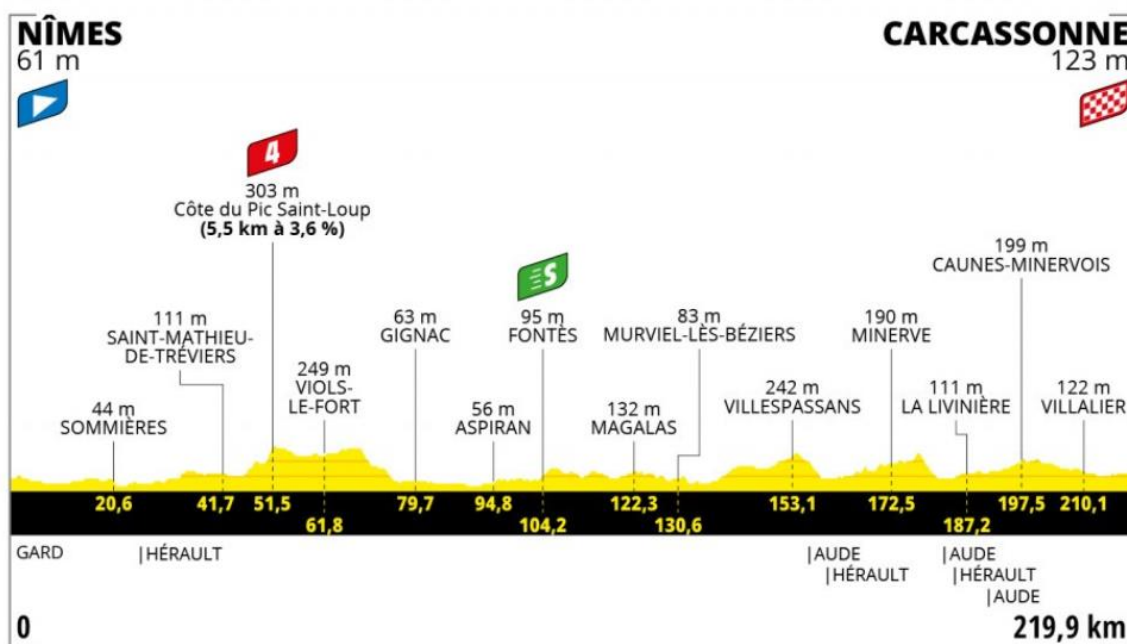 NÎMES
61 m
CARCASSONNE
123 m
4
303 m
Côte du Pic Saint-Loup
(5,5 km à 3,6 %)
S
199 m
CAUNES-MINERVOIS
111 m
SAINT-MATHIEU-
DE-TRÉVIERS
63 m
GIGNAC
95 m
FONTÈS
83 m
MURVIEL-LÈS-BÉZIERS
190 m
MINERVE
249 m
VIOLS-
LE-FORT
44 m
SOMMIÈRES
56 m
ASPIRAN
132 m
MAGALAS
242 m
VILLESPASSANS
111 m
LA LIVINIÈRE
122 m
VILLALIER
20,6 41,7 51,5 79,7 94,8 122,3 153,1 172,5 197,5 210,1
61,8 104,2 130,6 187,2
GARD |HÉRAULT |AUDE |AUDE
|HÉRAULT |HÉRAULT
|AUDE
0 219,9 km